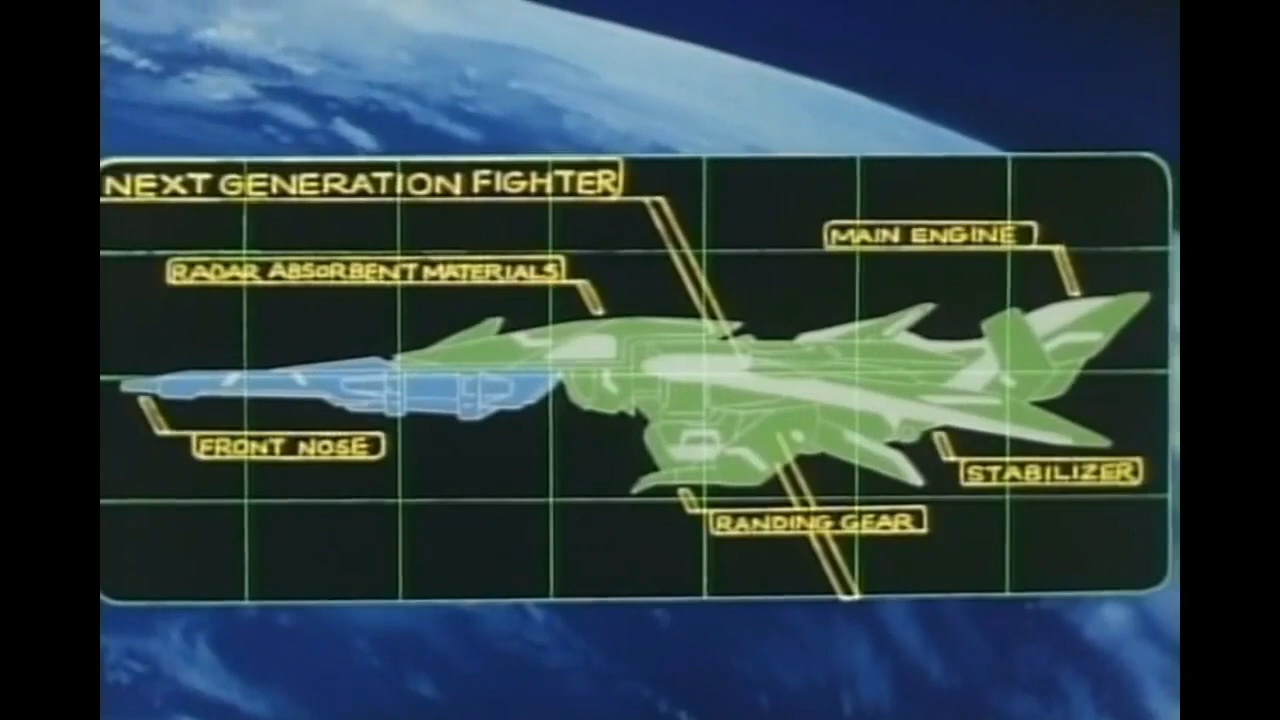 NEXT GENERATION FIGHTER
MAIN ENGINE
RADAR ABSORBENT MATERIALS
FRONT NOSE
STABILIZER
RANDING GEAR